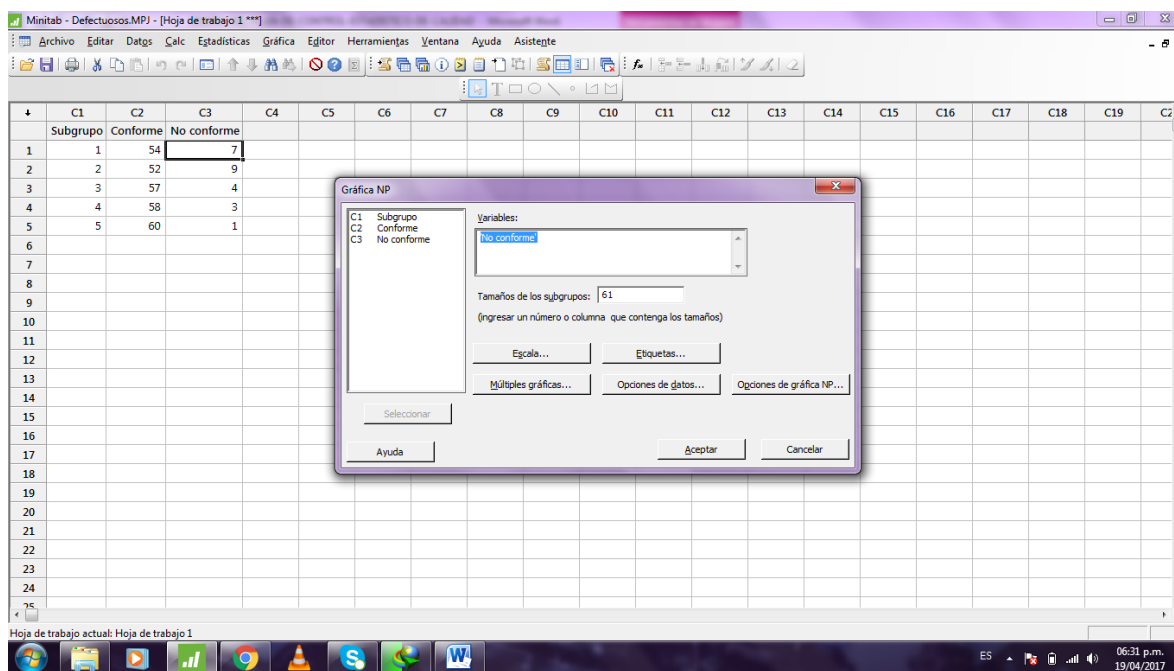 Minitab - Defectuosos.MPJ - [Hoja de trabajo 1 ***]
Archivo Editar Datos Calc Estadísticas Gráfica Editor Herramientas Ventana Ayuda Asistente
C1 C2 C3 C4 C5 C6 C7 C8 C9 C10 C11 C12 C13 C14 C15 C16 C17 C18 C19
Subgrupo Conforme No conforme
1 1 54 7
2 2 52 9
3 3 57 4
4 4 58 3
5 5 60 1
6
7
8
9
10
11
12
13
14
15
16
17
18
19
20
21
22
23
24
25
Gráfica NP
C1 Subgrupo
C2 Conforme
C3 No conforme
Variables:
'No conforme'
Tamaños de los subgrupos: 61
(ingresar un número o columna que contenga los tamaños)
Escala... Etiquetas...
Múltiples gráficas... Opciones de datos... Opciones de gráfica NP...
Seleccionar
Ayuda Aceptar Cancelar
Hoja de trabajo actual: Hoja de trabajo 1
ES 06:31 p.m.
19/04/2017